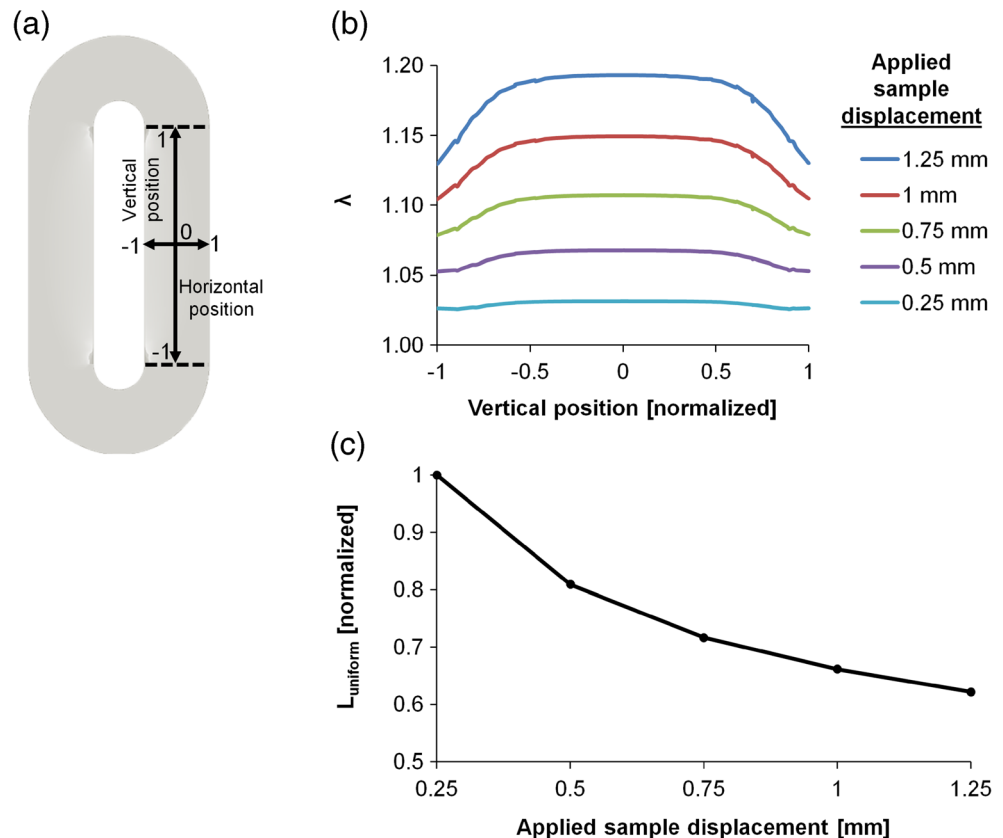 (a)
1
Vertical
position
0
-1
1
Horizontal
position
-1
(b)
1.20
1.15
1.10
1.05
1.00
λ
-1
-0.5
0
0.5
1
Vertical position [normalized]
Applied
sample
displacement
1.25 mm
1 mm
0.75 mm
0.5 mm
0.25 mm
(c)
1
0.9
0.8
0.7
0.6
0.5
Luniform [normalized]
0.25
0.5
0.75
1
1.25
Applied sample displacement [mm]